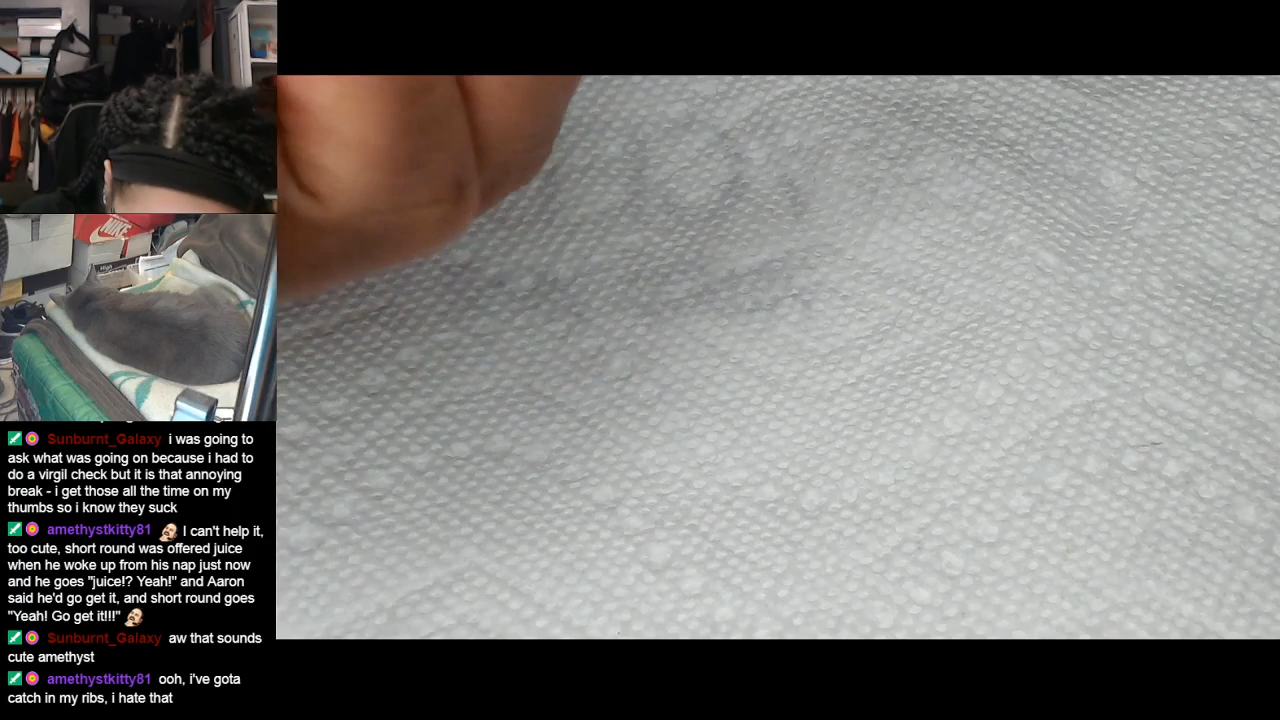 NIKE
Sunburnt_Galaxy i was going to
ask what was going on because i had to
do a virgil check but it is that annoying
break - i get those all the time on my
thumbs so i know they suck
amethystkitty81 I can't help it,
too cute, short round was offered juice
when he woke up from his nap just now
and he goes "juice!? Yeah!" and Aaron
said he'd go get it, and short round goes
"Yeah! Go get it!!!"
Sunburnt_Galaxy aw that sounds
cute amethyst
amethystkitty81 ooh, i've gota
catch in my ribs, i hate that